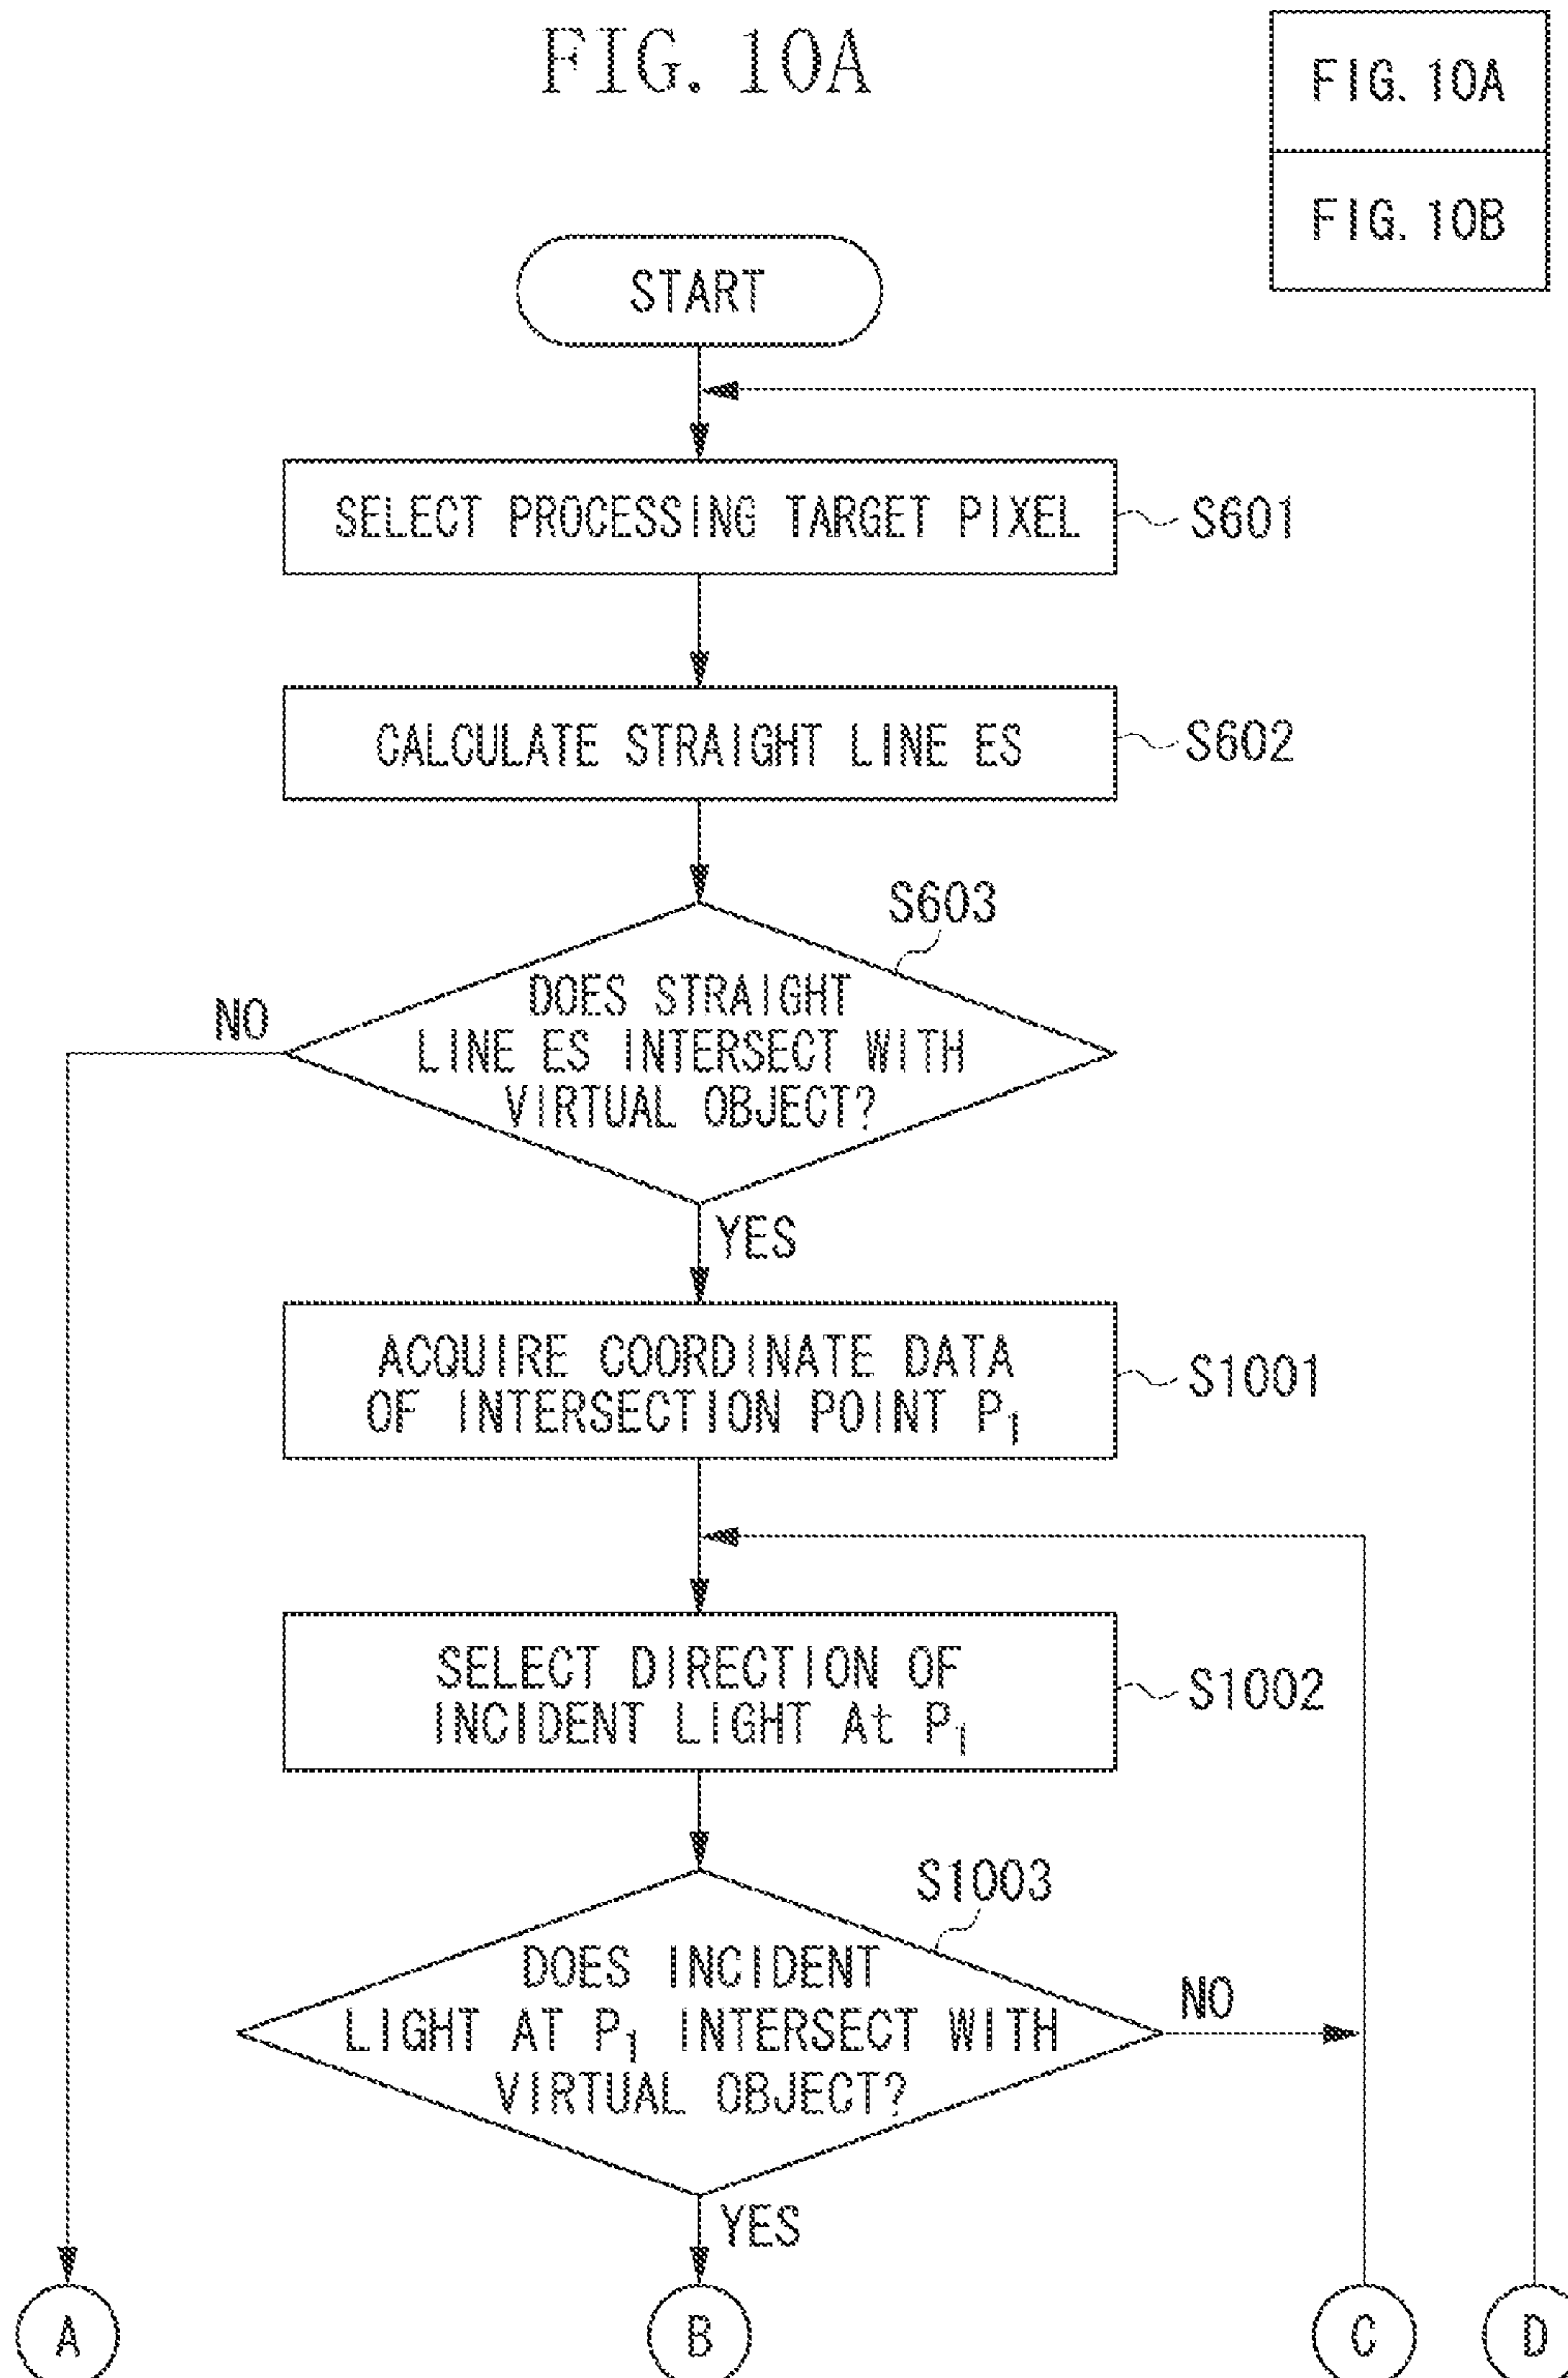 FIG. 10A
FIG. 10A
FIG. 10B
START
SELECT PROCESSING TARGET PIXEL
S601
CALCULATE STRAIGHT LINE ES
S602
S603
DOES STRAIGHT
LINE ES INTERSECT WITH
VIRTUAL OBJECT?
NO
YES
ACQUIRE COORDINATE DATA
OF INTERSECTION POINT P₁
S1001
SELECT DIRECTION OF
INCIDENT LIGHT At P₁
S1002
S1003
DOES INCIDENT
LIGHT AT P₁ INTERSECT WITH
VIRTUAL OBJECT?
NO
YES
A
B
C
D